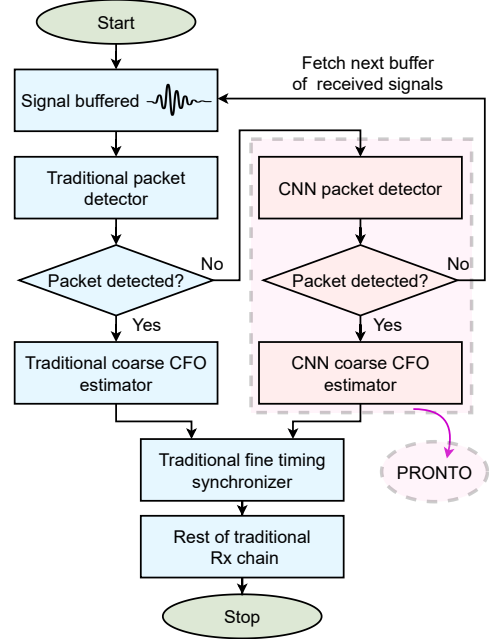 Start
Fetch next buffer
of received signals
Signal buffered
Traditional packet
detector
CNN packet detector
Packet detected?
No
Packet detected?
No
Yes
Yes
Traditional coarse CFO
estimator
CNN coarse CFO
estimator
Traditional fine timing
synchronizer
PRONTO
Rest of traditional
Rx chain
Stop